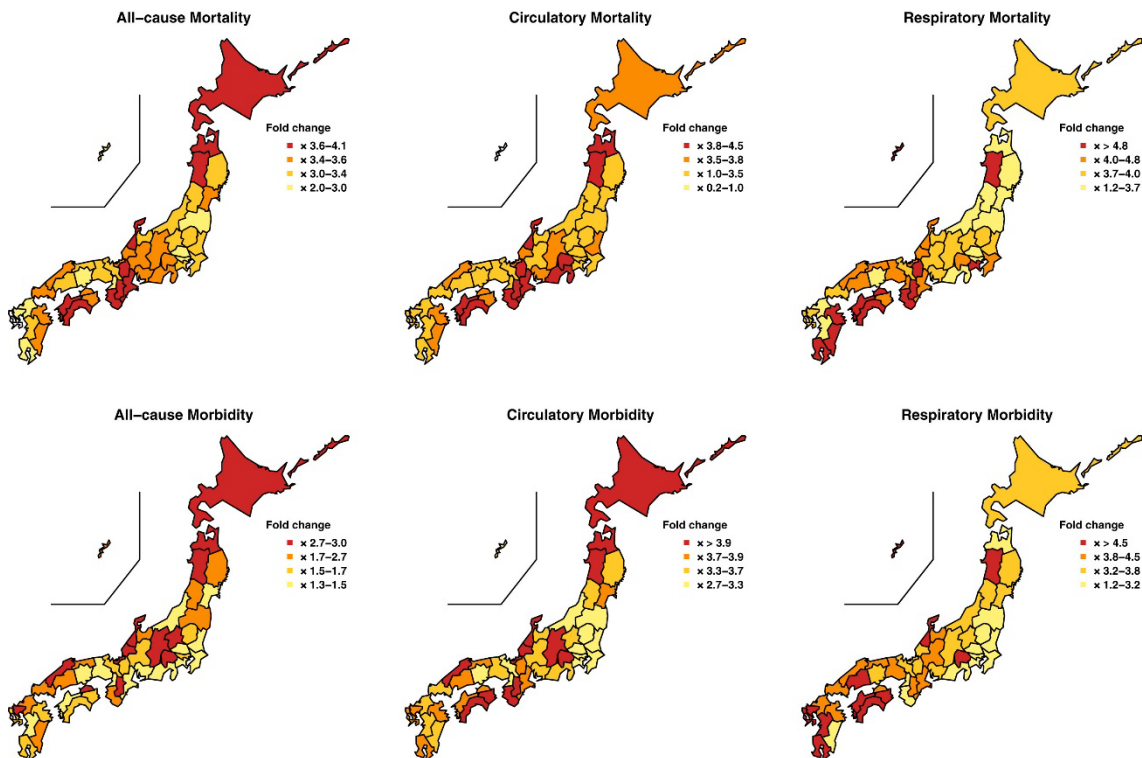 All−cause Mortality
Fold change
× 3.6−4.1
× 3.4−3.6
× 3.0−3.4
× 2.0−3.0
Circulatory Mortality
Fold change
× 3.8−4.5
× 3.5−3.8
× 1.0−3.5
× 0.2−1.0
Respiratory Mortality
Fold change
× > 4.8
× 4.0−4.8
× 3.7−4.0
× 1.2−3.7
All−cause Morbidity
Fold change
× 2.7−3.0
× 1.7−2.7
× 1.5−1.7
× 1.3−1.5
Circulatory Morbidity
Fold change
× > 3.9
× 3.7−3.9
× 3.3−3.7
× 2.7−3.3
Respiratory Morbidity
Fold change
× > 4.5
× 3.8−4.5
× 3.2−3.8
× 1.2−3.2